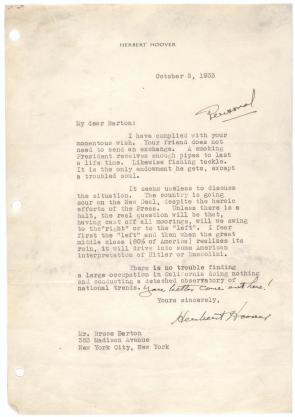 HERBERT HOOVER
October 3, 1933
Personal
My dear Barton:
I have complied with your
momentous wish. Your friend does not
need to send an exchange. A smoking
President receives enough pipes to last
a life time. Likewise fishing tackle.
It is the only endowment he gets, except
a troubled soul.
It seems useless to discuss
the situation. The country is going
sour on the New Deal, despite the heroic
efforts of the Press. Unless there is a
halt, the real question will be that,
having cast off all moorings, will we swing
to the"right" or to the "left". I fear
first the "left" and then when the great
middle class (80% of America) realizes its
ruin, it will drive into some American
interpretation of Hitler or Mussolini.
There is no trouble finding
a large occupation in California doing nothing
and conducting a detached observatory of
national trends. You better come out here!
Yours sincerely,
Herbert Hoover
Mr. Bruce Barton
383 Madison Avenue
New York City, New York